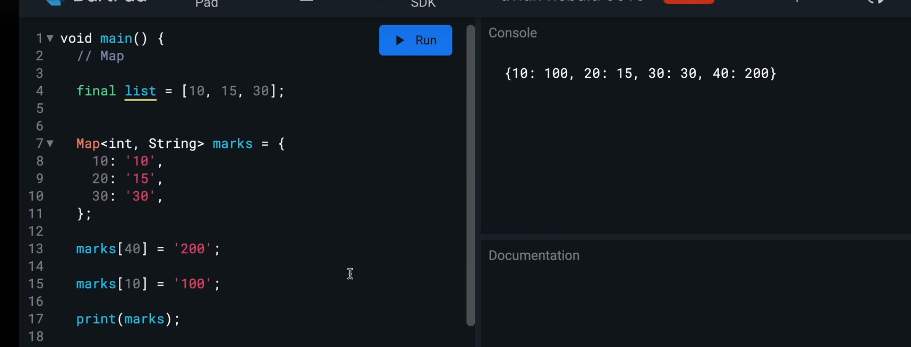 Pad
SDK
Run
1 void main() {
2 // Map
3
4 final list = [10, 15, 30];
5
6
7 Map<int, String> marks = {
8 10: '10',
9 20: '15',
10 30: '30',
11 };
12
13 marks[40] = '200';
14
15 marks[10] = '100';
16
17 print(marks);
18
Console
{10: 100, 20: 15, 30: 30, 40: 200}
Documentation